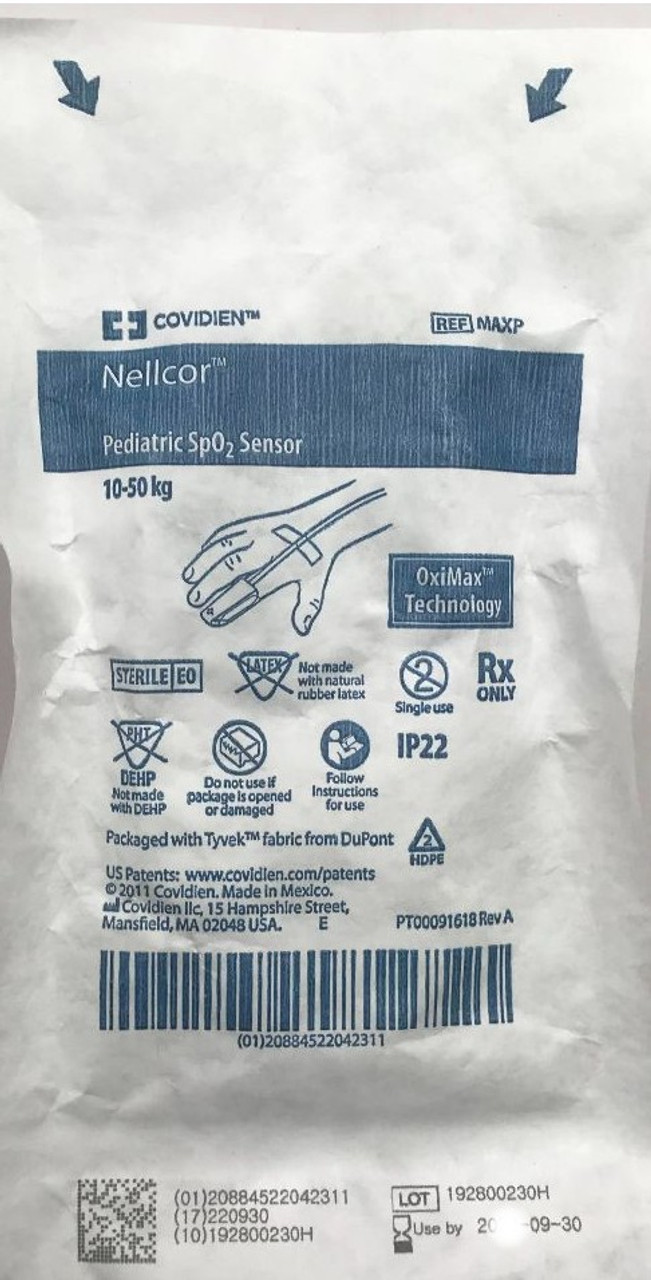 COVIDIEN™
REF MAXP
Nellcor™
Pediatric SpO₂ Sensor
10-50 kg
OxiMax™
Technology
STERILE EO
LATEX
Not made
with natural
rubber latex
2
Single use
Rx
ONLY
PHT
DEHP
Not made
with DEHP
Do not use if
package is opened
or damaged
Follow
Instructions
for use
IP22
Packaged with Tyvek™ fabric from DuPont
2
HDPE
US Patents: www.covidien.com/patents
© 2011 Covidien. Made in Mexico.
Covidien llc, 15 Hampshire Street,
Mansfield, MA 02048 USA. E
PT00091618 Rev A
(01)20884522042311
(01)20884522042311
(17)220930
(10)192800230H
LOT 192800230H
Use by 20 -09-30